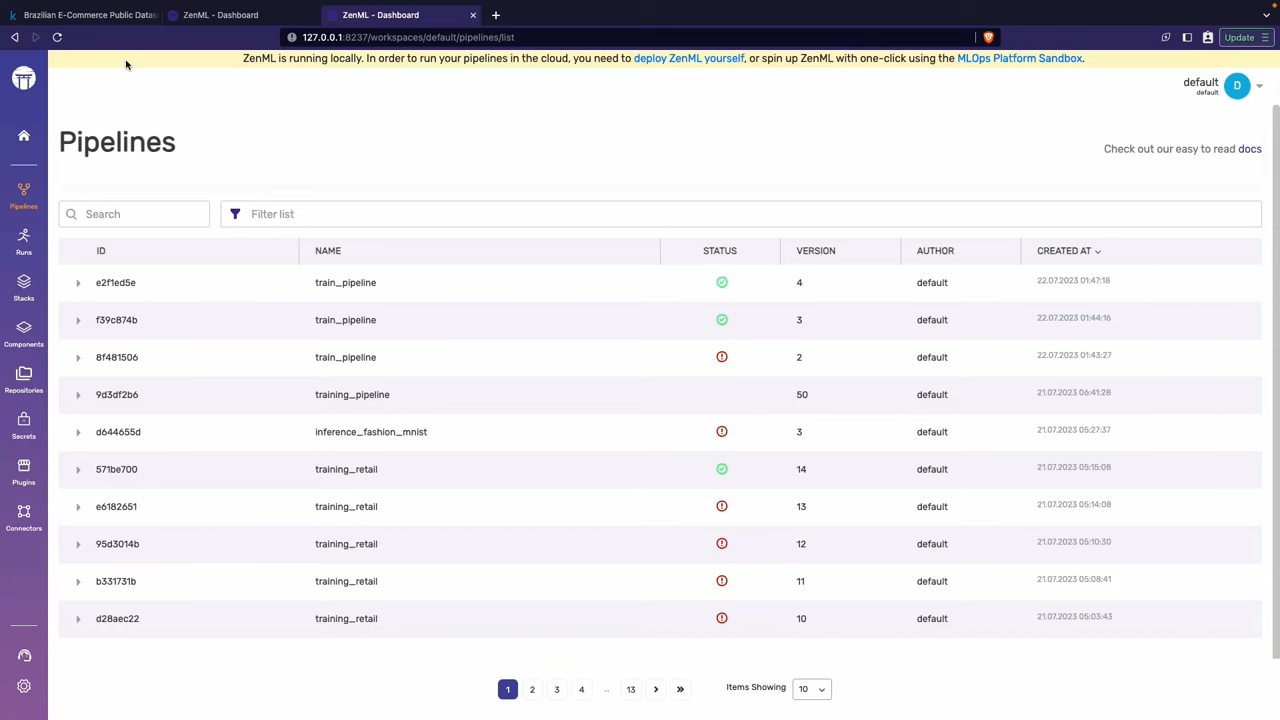 Brazilian E-Commerce Public Datas
ZenML - Dashboard
ZenML - Dashboard
127.0.0.1:8237/workspaces/default/pipelines/list
Update
ZenML is running locally. In order to run your pipelines in the cloud, you need to deploy ZenML yourself, or spin up ZenML with one-click using the MLOps Platform Sandbox.
default
default
D
Pipelines
Check out our easy to read docs
Search
Filter list
ID NAME STATUS VERSION AUTHOR CREATED AT
e2f1ed5e train_pipeline 4 default 22.07.2023 01:47:18
f39c874b train_pipeline 3 default 22.07.2023 01:44:16
8f481506 train_pipeline 2 default 22.07.2023 01:43:27
9d3df2b6 training_pipeline 50 default 21.07.2023 06:41:28
d644655d inference_fashion_mnist 3 default 21.07.2023 05:27:37
571be700 training_retail 14 default 21.07.2023 05:15:08
e6182651 training_retail 13 default 21.07.2023 05:14:08
95d3014b training_retail 12 default 21.07.2023 05:10:30
b331731b training_retail 11 default 21.07.2023 05:08:41
d28aec22 training_retail 10 default 21.07.2023 05:03:43
1 2 3 4 ... 13 Items Showing 10
Pipelines
Runs
Stacks
Components
Repositories
Secrets
Plugins
Connectors